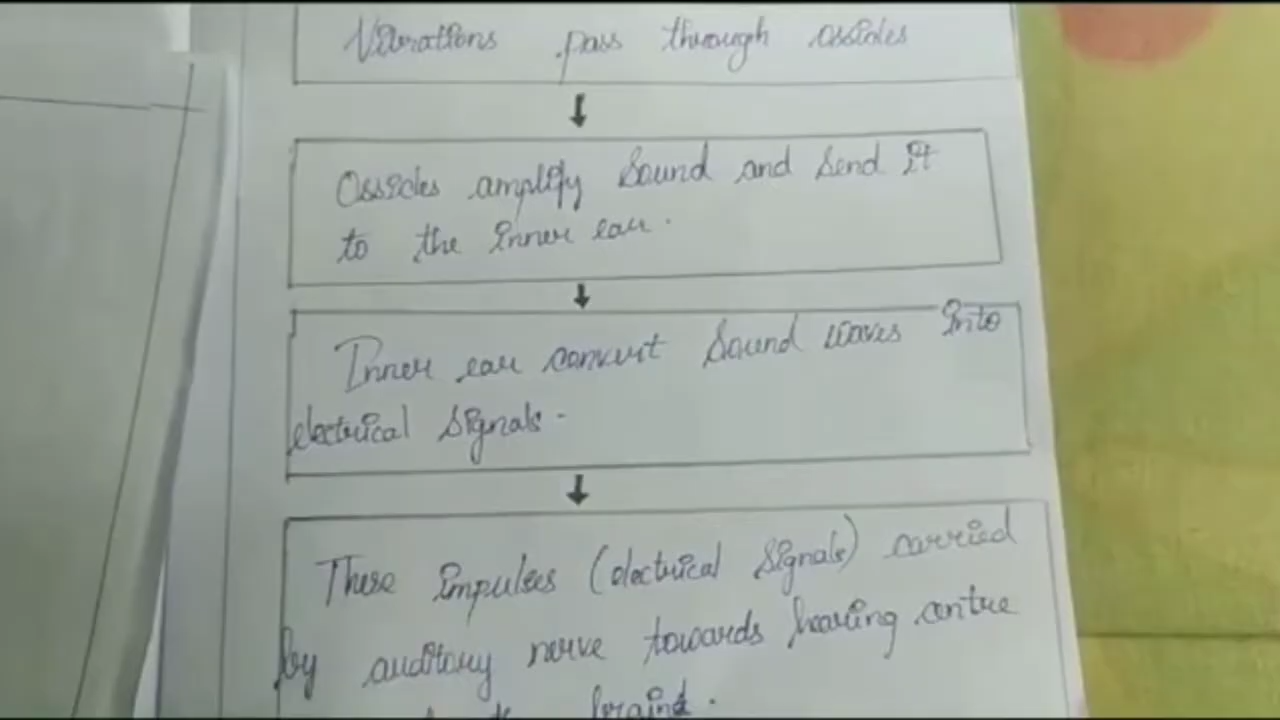 Vibrations pass through ossicles
Ossicles amplify Sound and Send it
to the inner ear.
Inner ear convert Sound waves into
electrical Signals.
These impulses (electrical Signals) carried
by auditory nerve towards hearing centre